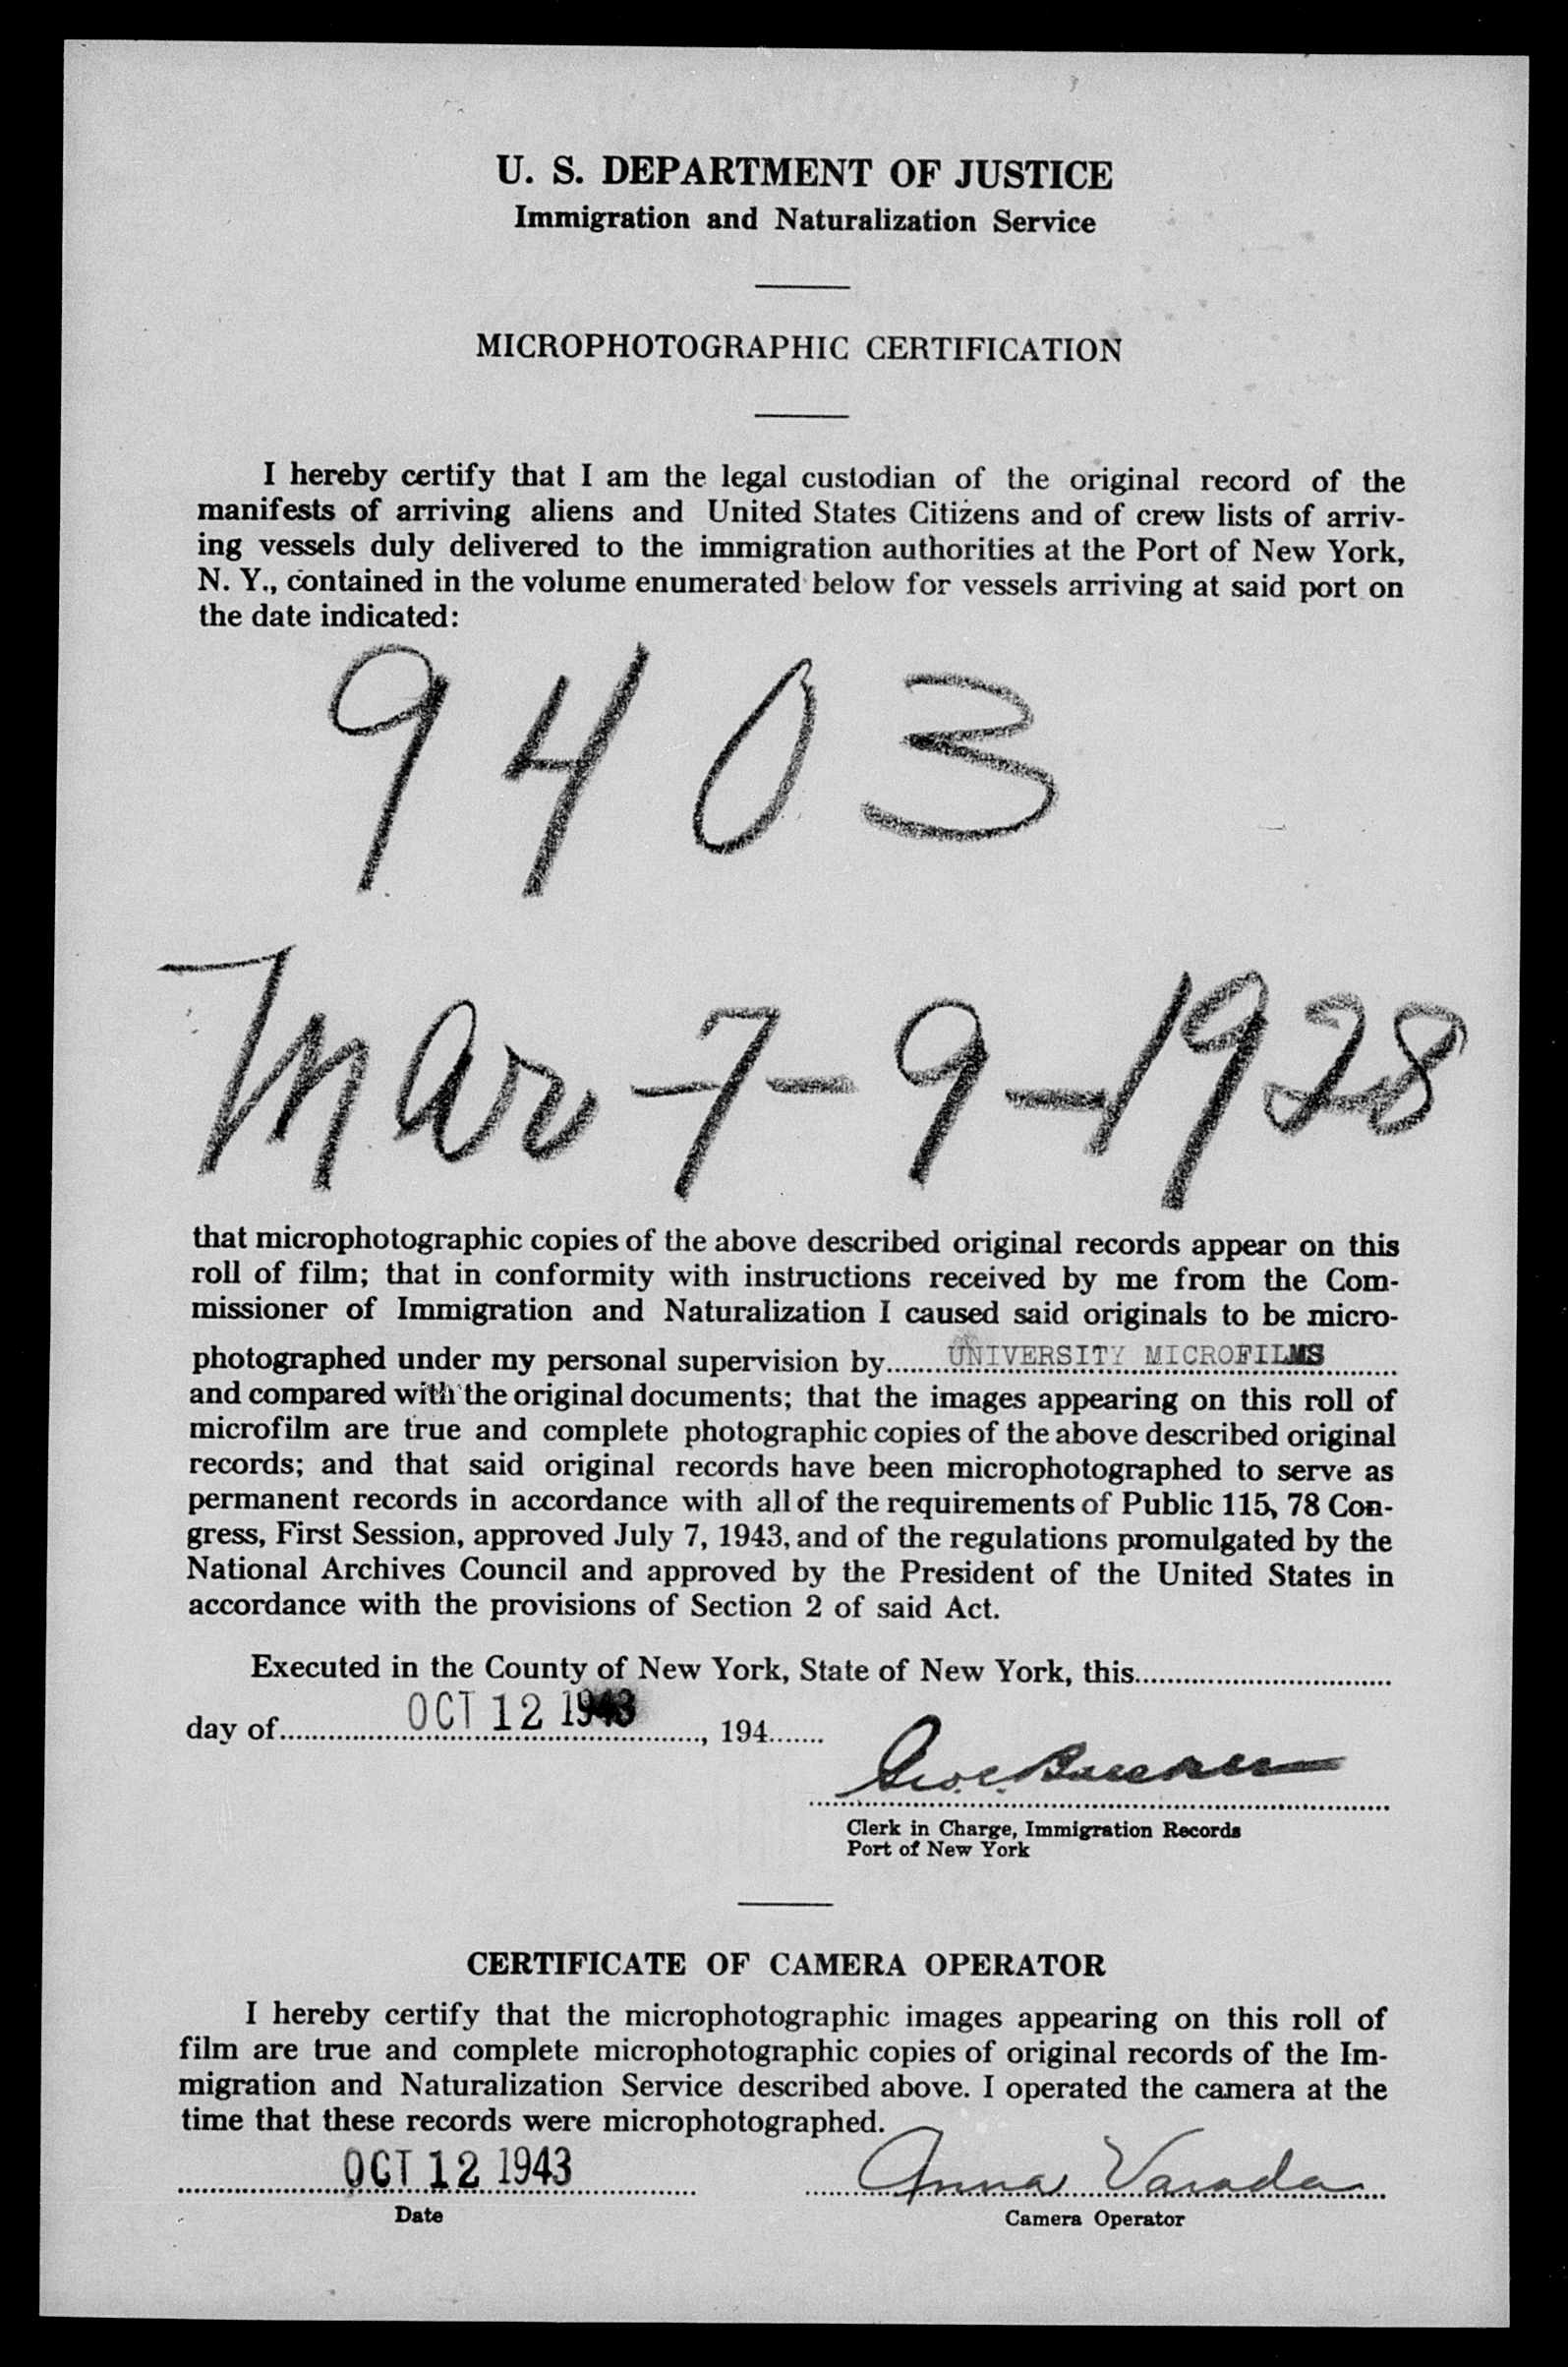 U. S. DEPARTMENT OF JUSTICE
Immigration and Naturalization Service
MICROPHOTOGRAPHIC CERTIFICATION
I hereby certify that I am the legal custodian of the original record of the
manifests of arriving aliens and United States Citizens and of crew lists of arriv-
ing vessels duly delivered to the immigration authorities at the Port of New York,
N. Y., contained in the volume enumerated below for vessels arriving at said port on
the date indicated:
9403
Mar-7-9-1928
that microphotographic copies of the above described original records appear on this
roll of film; that in conformity with instructions received by me from the Com-
missioner of Immigration and Naturalization I caused said originals to be micro-
photographed under my personal supervision by UNIVERSITY MICROFILMS
and compared with the original documents; that the images appearing on this roll of
microfilm are true and complete photographic copies of the above described original
records; and that said original records have been microphotographed to serve as
permanent records in accordance with all of the requirements of Public 115, 78 Con-
gress, First Session, approved July 7, 1943, and of the regulations promulgated by the
National Archives Council and approved by the President of the United States in
accordance with the provisions of Section 2 of said Act.
Executed in the County of New York, State of New York, this
day of OCT 12 1943, 194
Clerk in Charge, Immigration Records
Port of New York
CERTIFICATE OF CAMERA OPERATOR
I hereby certify that the microphotographic images appearing on this roll of
film are true and complete microphotographic copies of original records of the Im-
migration and Naturalization Service described above. I operated the camera at the
time that these records were microphotographed.
OCT 12 1943 Anna Varada
Date Camera Operator